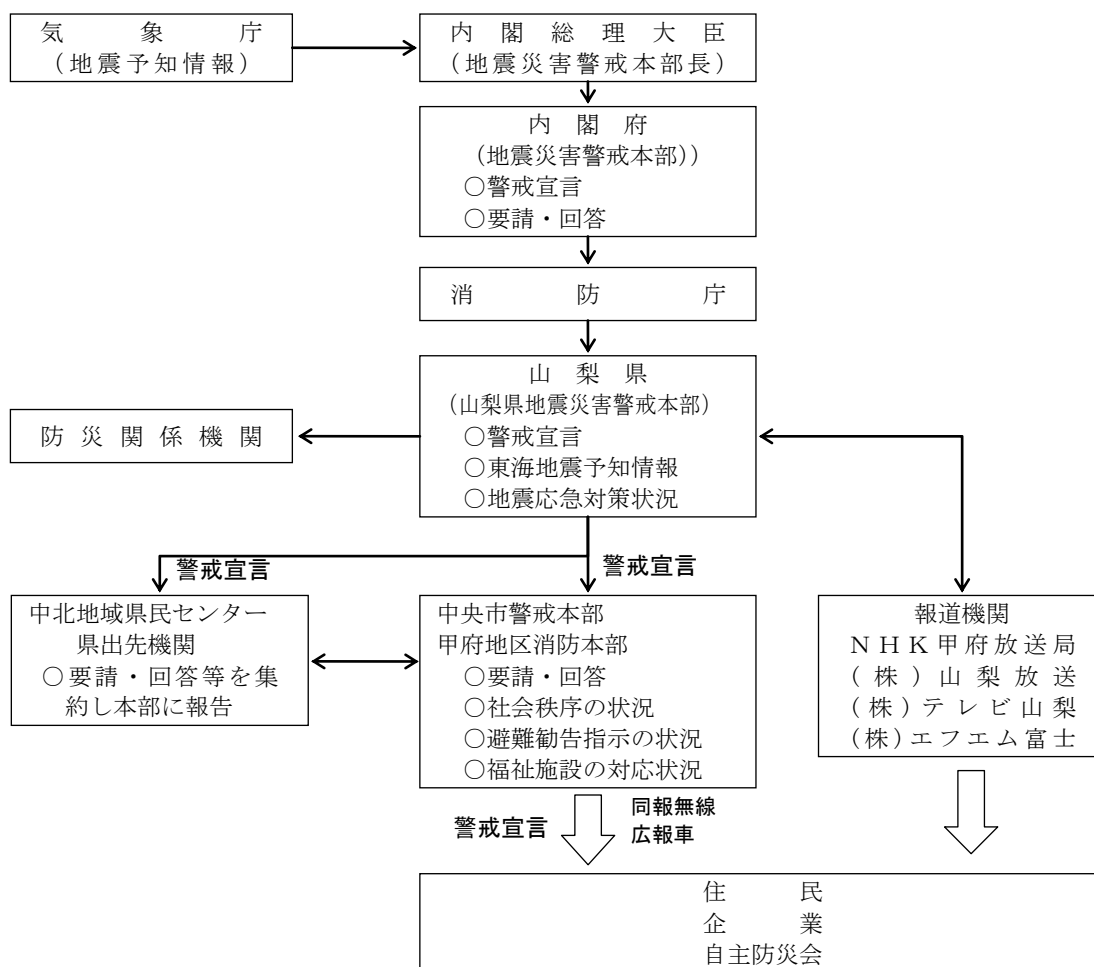 気象庁
(地震予知情報)
内閣総理大臣
(地震災害警戒本部長)
内閣府
(地震災害警戒本部))
○警戒宣言
○要請・回答
消防庁
山梨県
(山梨県地震災害警戒本部)
○警戒宣言
○東海地震予知情報
○地震応急対策状況
防災関係機関
警戒宣言
警戒宣言
中北地域県民センター
県出先機関
○要請・回答等を集
約し本部に報告
中央市警戒本部
甲府地区消防本部
○要請・回答
○社会秩序の状況
○避難勧告指示の状況
○福祉施設の対応状況
報道機関
NHK甲府放送局
(株)山梨放送
(株)テレビ山梨
(株)エフエム富士
警戒宣言
同報無線
広報車
住民
企業
自主防災会